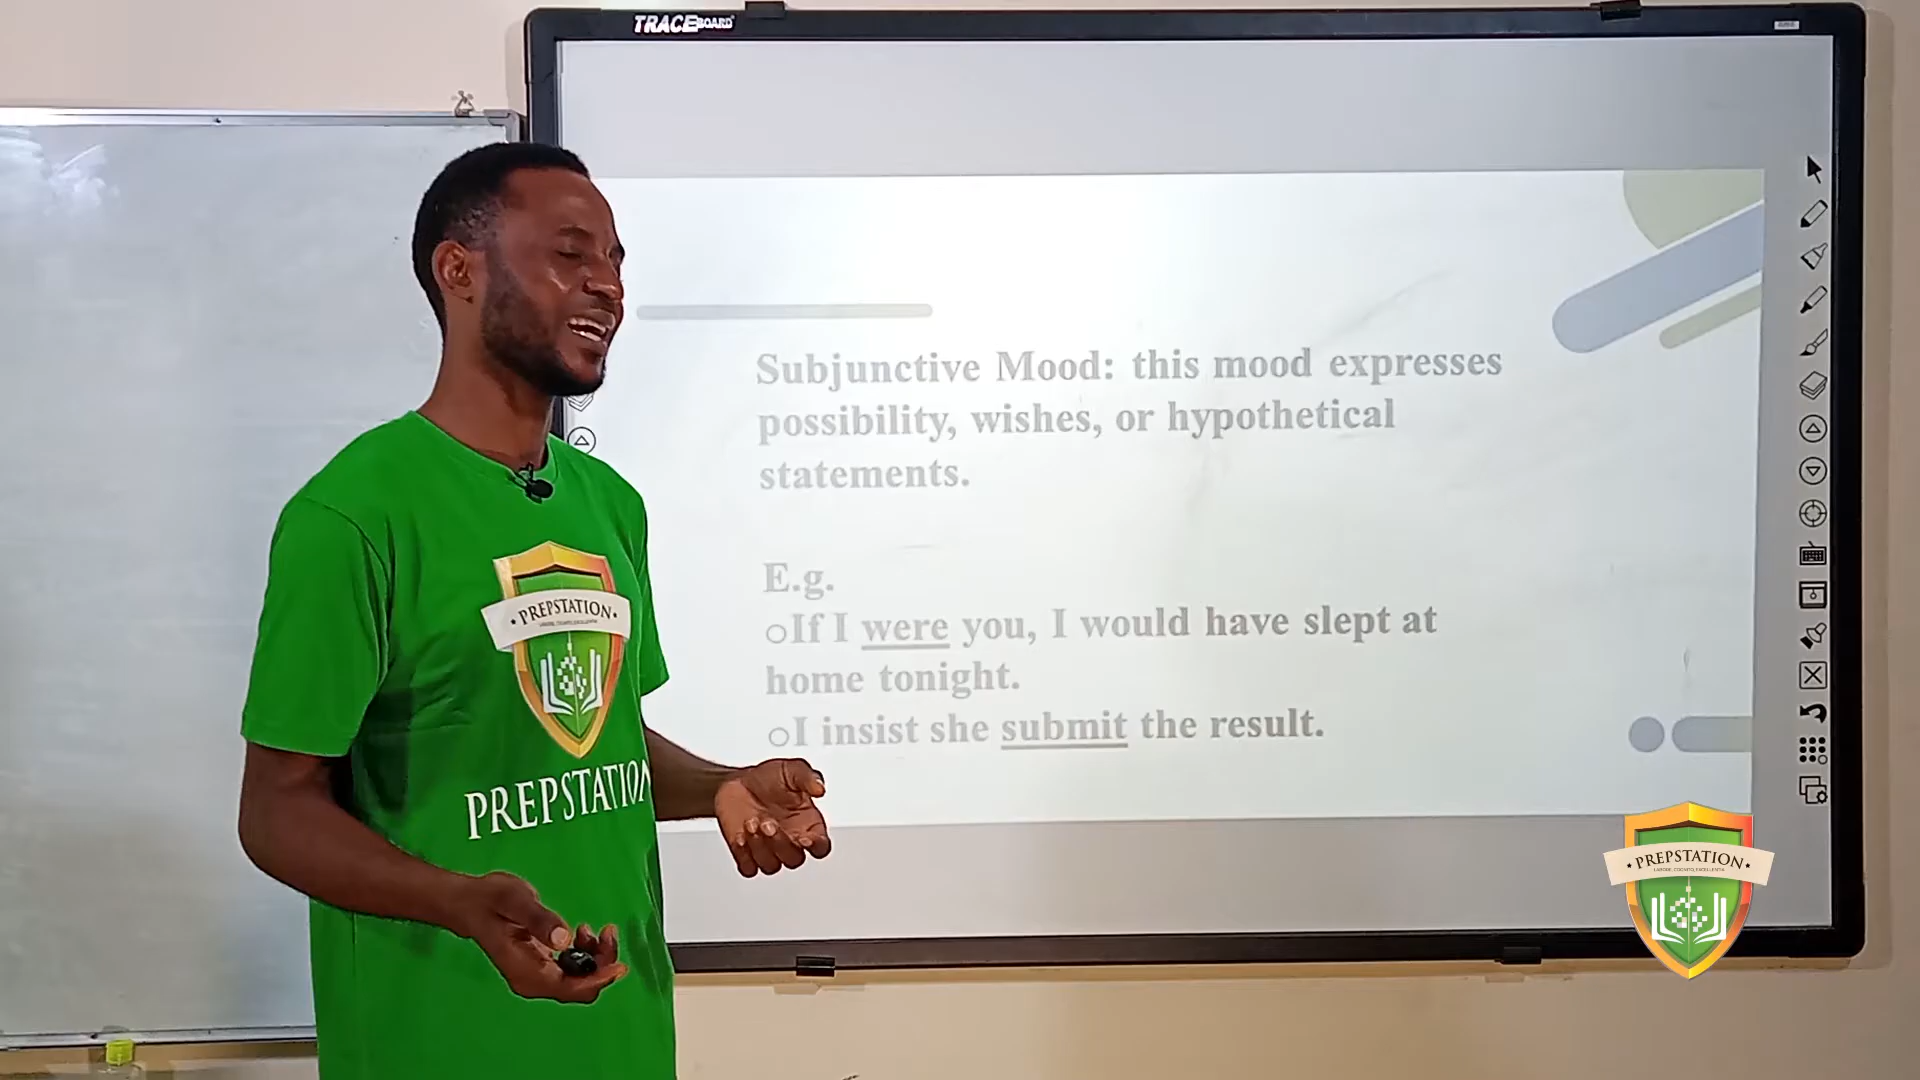 TRACEBOARD
Subjunctive Mood: this mood expresses
possibility, wishes, or hypothetical
statements.
E.g.
○If I were you, I would have slept at
home tonight.
○I insist she submit the result.
PREPSTATION
PREPSTATION
PREPSTATION